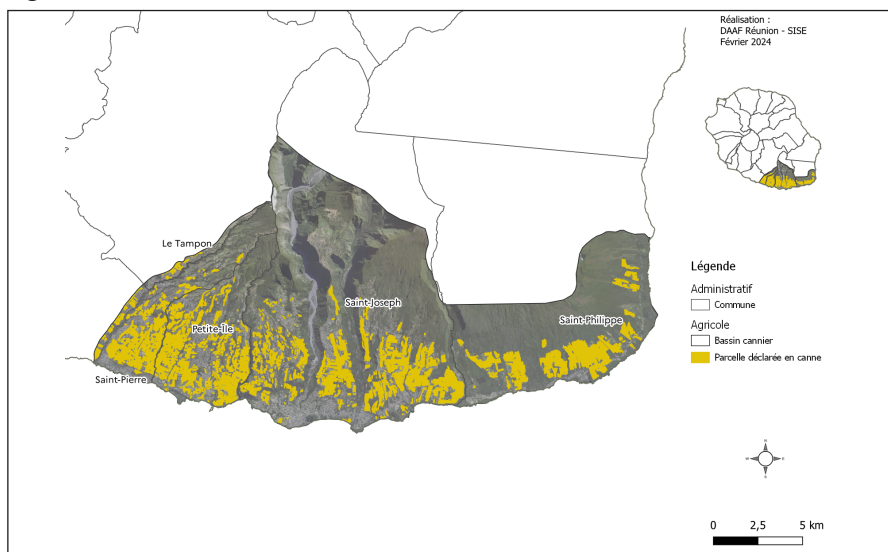 Réalisation :
DAAF Réunion - SISE
Février 2024
Le Tampon
Saint-Joseph
Petite-Île
Saint-Philippe
Saint-Pierre
Légende
Administratif
Commune
Agricole
Bassin cannier
Parcelle déclarée en canne
0 2,5 5 km